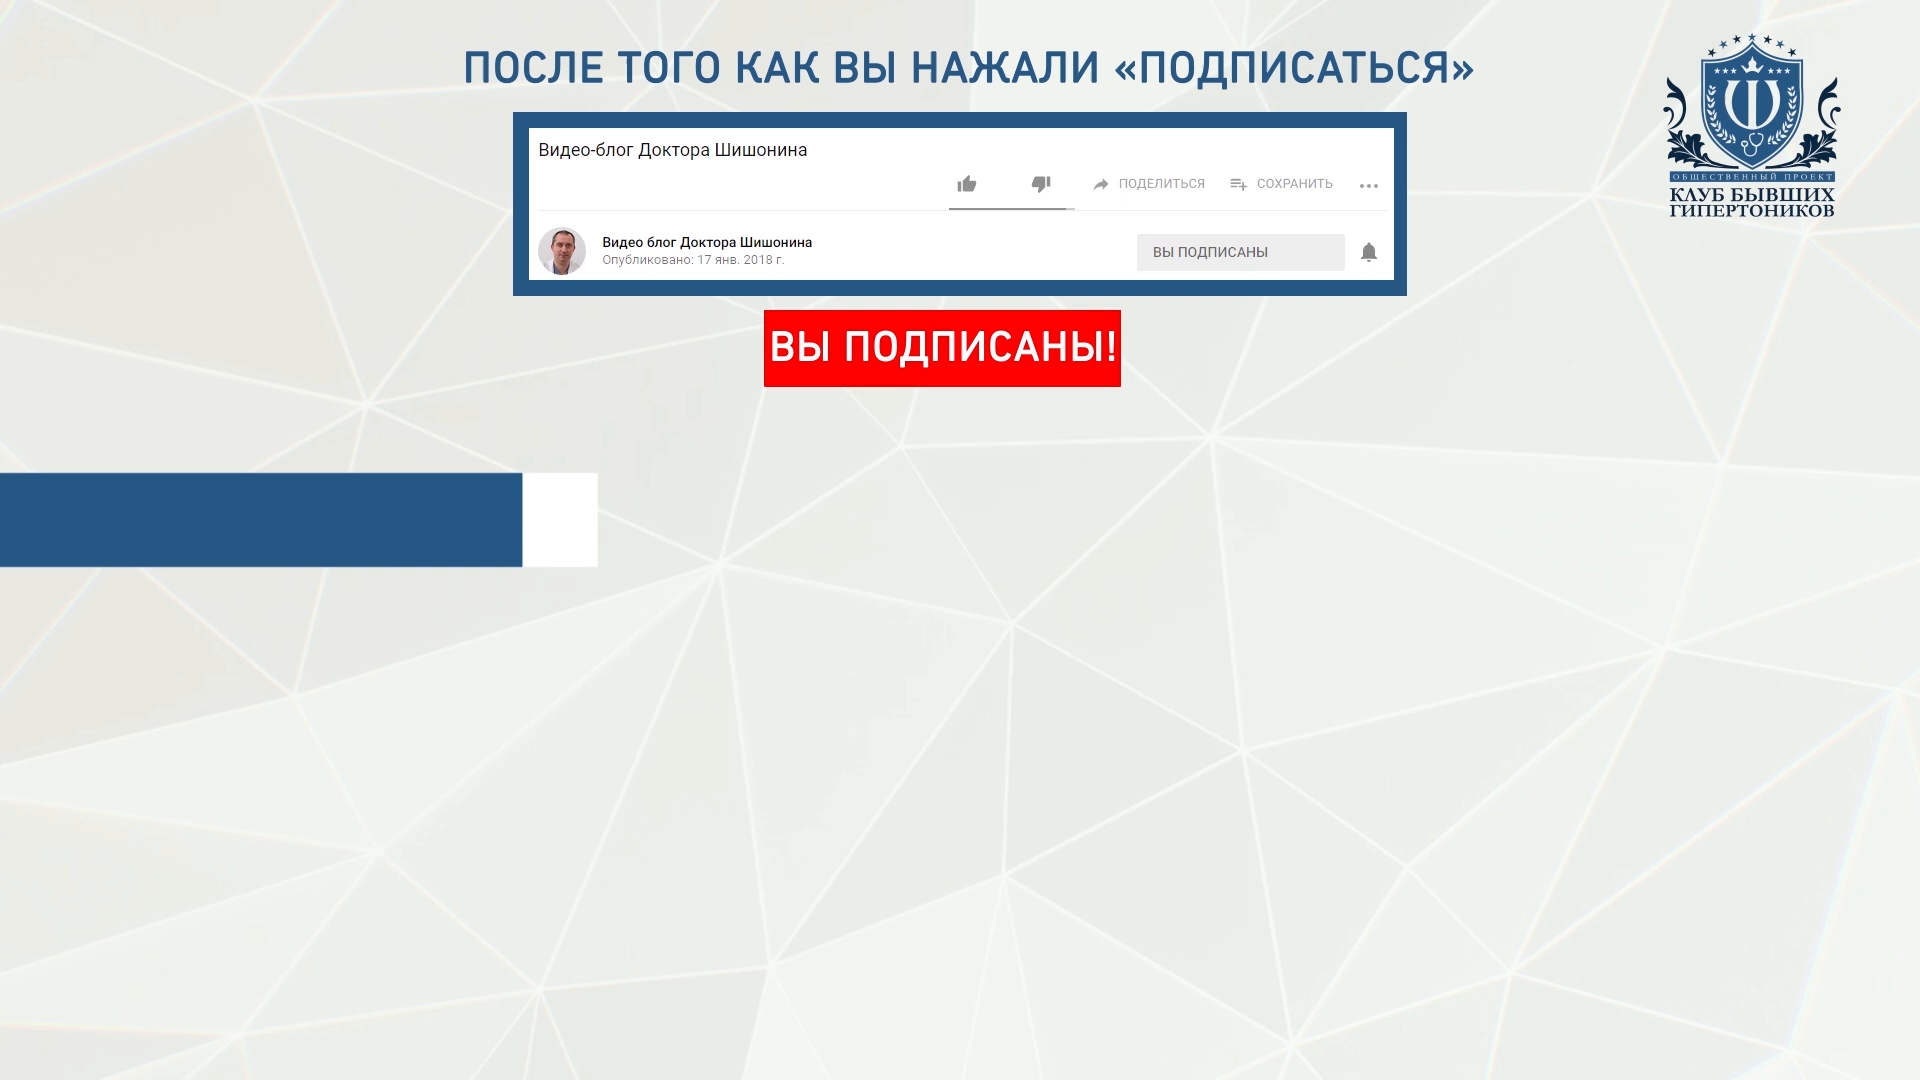 ПОСЛЕ ТОГО КАК ВЫ НАЖАЛИ «ПОДПИСАТЬСЯ»
Видео-блог Доктора Шишонина
ПОДЕЛИТЬСЯ СОХРАНИТЬ
Видео блог Доктора Шишонина
Опубликовано: 17 янв. 2018 г.
ВЫ ПОДПИСАНЫ
ВЫ ПОДПИСАНЫ!
ОБЩЕСТВЕННЫЙ ПРОЕКТ
КЛУБ БЫВШИХ
ГИПЕРТОНИКОВ